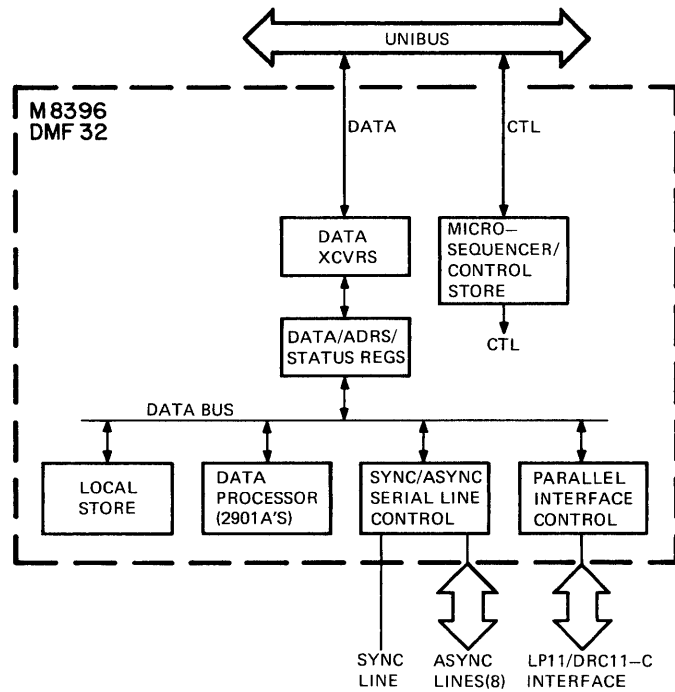 UNIBUS
M8396
DMF 32
DATA
CTL
DATA
XCVRS
MICRO-
SEQUENCER/
CONTROL
STORE
DATA/ADRS/
STATUS REGS
CTL
DATA BUS
LOCAL
STORE
DATA
PROCESSOR
(2901A'S)
SYNC/ASYNC
SERIAL LINE
CONTROL
PARALLEL
INTERFACE
CONTROL
SYNC
LINE
ASYNC
LINES(8)
LP11/DRC11-C
INTERFACE